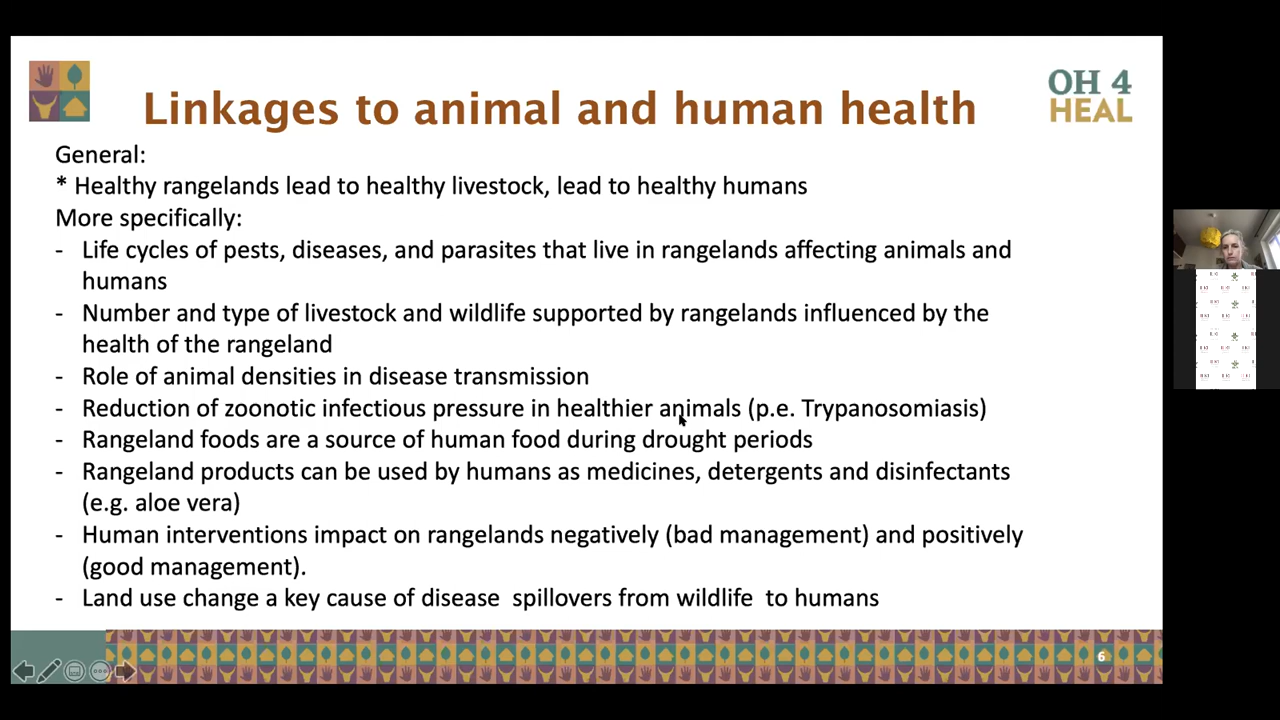 OH 4
HEAL
Linkages to animal and human health
General:
* Healthy rangelands lead to healthy livestock, lead to healthy humans
More specifically:
- Life cycles of pests, diseases, and parasites that live in rangelands affecting animals and
humans
- Number and type of livestock and wildlife supported by rangelands influenced by the
health of the rangeland
- Role of animal densities in disease transmission
- Reduction of zoonotic infectious pressure in healthier animals (p.e. Trypanosomiasis)
- Rangeland foods are a source of human food during drought periods
- Rangeland products can be used by humans as medicines, detergents and disinfectants
(e.g. aloe vera)
- Human interventions impact on rangelands negatively (bad management) and positively
(good management).
- Land use change a key cause of disease  spillovers from wildlife  to humans
6